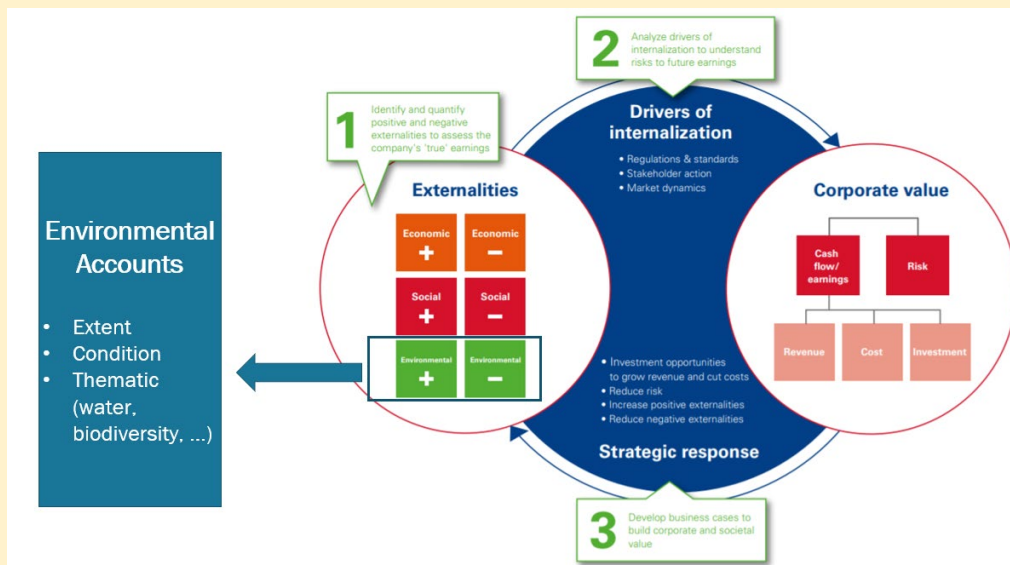 2
Analyze drivers of
internalization to understand
risks to future earnings
1
Identify and quantify
positive and negative
externalities to assess the
company's 'true' earnings
Drivers of
internalization
• Regulations & standards
• Stakeholder action
• Market dynamics
Environmental
Accounts
• Extent
• Condition
• Thematic
(water,
biodiversity, ...)
Externalities
Economic
+
Economic
−
Social
+
Social
−
Environmental
+
Environmental
−
Corporate value
Cash
flow/
earnings
Risk
Revenue
Cost
Investment
• Investment opportunities
to grow revenue and cut costs
• Reduce risk
• Increase positive externalities
• Reduce negative externalities
Strategic response
3
Develop business cases to
build corporate and societal
value